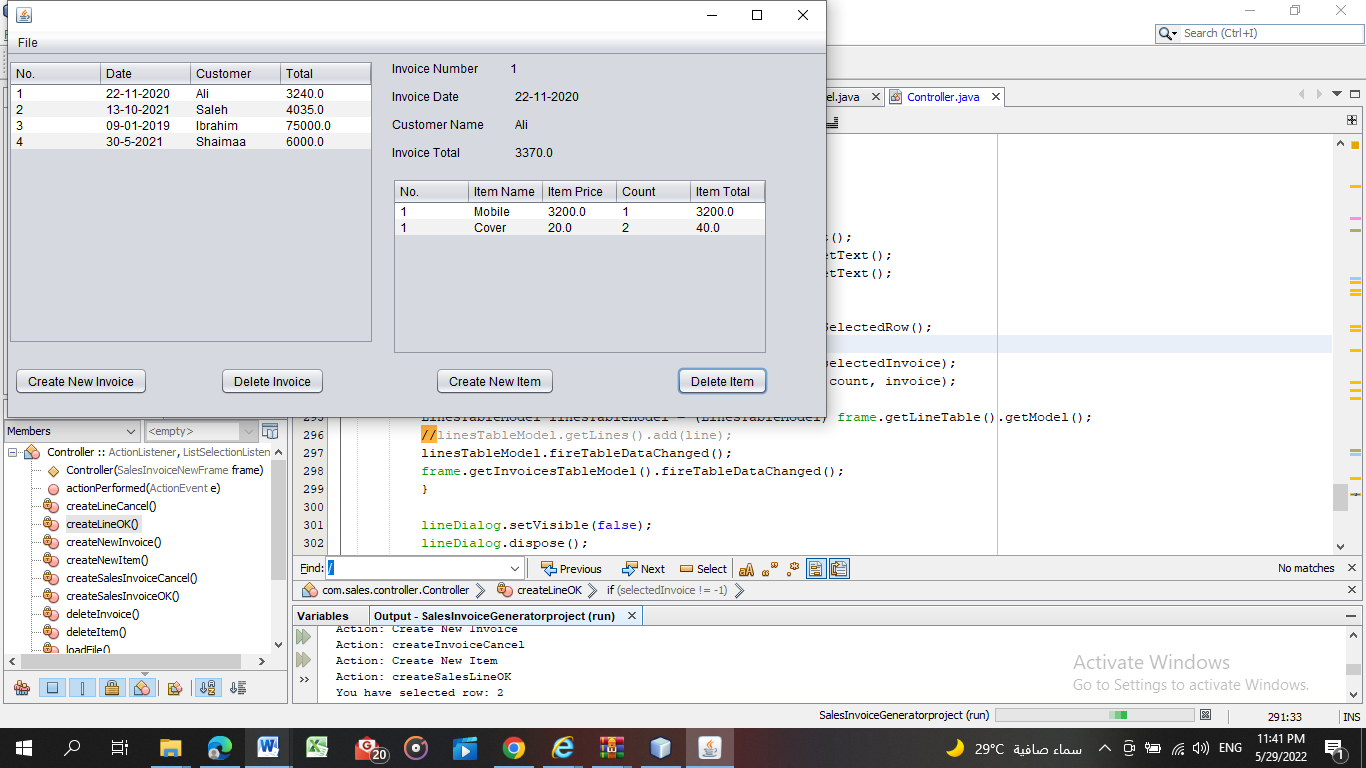 File
Search (Ctrl+I)
No. Date Customer Total
1 22-11-2020 Ali 3240.0
2 13-10-2021 Saleh 4035.0
3 09-01-2019 Ibrahim 75000.0
4 30-5-2021 Shaimaa 6000.0
Invoice Number 1
Invoice Date 22-11-2020
Customer Name Ali
Invoice Total 3370.0
No. Item Name Item Price Count Item Total
1 Mobile 3200.0 1 3200.0
1 Cover 20.0 2 40.0
Create New Invoice Delete Invoice Create New Item Delete Item
el.java Controller.java
t();
etText();
etText();
SelectedRow();
selectedInvoice);
count, invoice);
frame.getLineTable().getModel();
296 //linesTableModel.getLines().add(line);
297 linesTableModel.fireTableDataChanged();
298 frame.getInvoicesTableModel().fireTableDataChanged();
299 }
300
301 lineDialog.setVisible(false);
302 lineDialog.dispose();
Members <empty>
Controller :: ActionListener, ListSelectionListen
Controller(SalesInvoiceNewFrame frame)
actionPerformed(ActionEvent e)
createLineCancel()
createLineOK()
createNewInvoice()
createNewItem()
createSalesInvoiceCancel()
createSalesInvoiceOK()
deleteInvoice()
deleteItem()
loadFile()
Find: / Previous Next Select aA No matches
com.sales.controller.Controller createLineOK if (selectedInvoice != -1)
Variables Output - SalesInvoiceGeneratorproject (run)
Action: Create New Invoice
Action: createInvoiceCancel
Action: Create New Item
Action: createSalesLineOK
You have selected row: 2
Activate Windows
Go to Settings to activate Windows.
SalesInvoiceGeneratorproject (run) 291:33 INS
20 29°C سماء صافية ENG 11:41 PM
5/29/2022 1